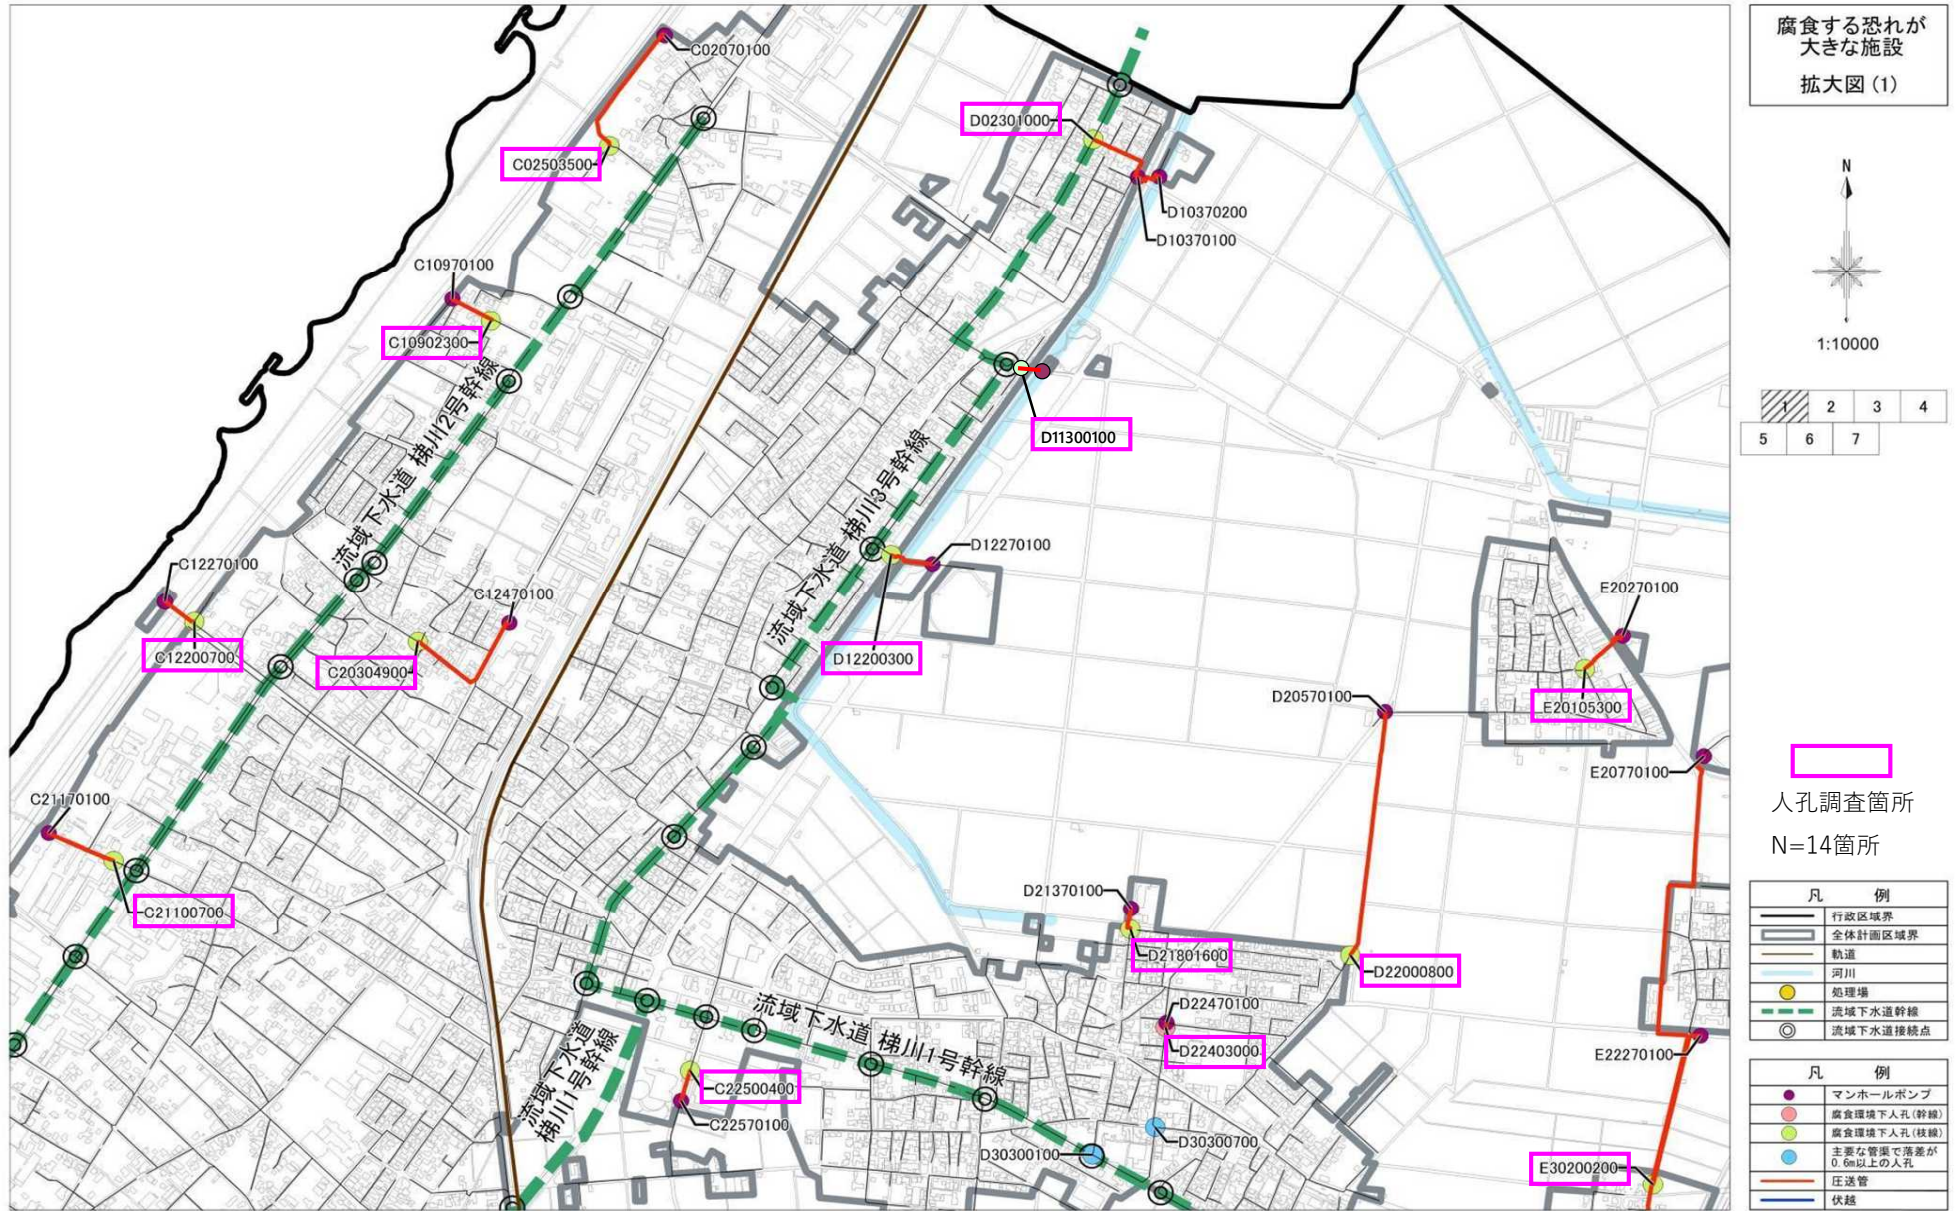 腐食する恐れが
大きな施設
拡大図(1)
C02070100
D02301000
C02503500
D10370200
D10370100
N
C10970100
C10902300
1:10000
1 2 3 4
5 6 7
D11300100
流域下水道 梯川2号幹線
流域下水道 梯川3号幹線
D12270100
C12270100
C12470100
E20270100
C12200700
C20304900
D12200300
D20570100
E20105300
E20770100
C21170100
人孔調査箇所
N=14箇所
D21370100
C21100700
D21801600
D22000800
D22470100
流域下水道 梯川1号幹線
流域下水道
梯川1号幹線
D22403000
E22270100
C22500400
C22570100
D30300700
D30300100
E30200200
凡 例
行政区域界
全体計画区域界
軌道
河川
処理場
流域下水道幹線
流域下水道接続点
凡 例
マンホールポンプ
腐食環境下人孔(幹線)
腐食環境下人孔(枝線)
主要な管渠で落差が
0.6m以上の人孔
圧送管
伏越